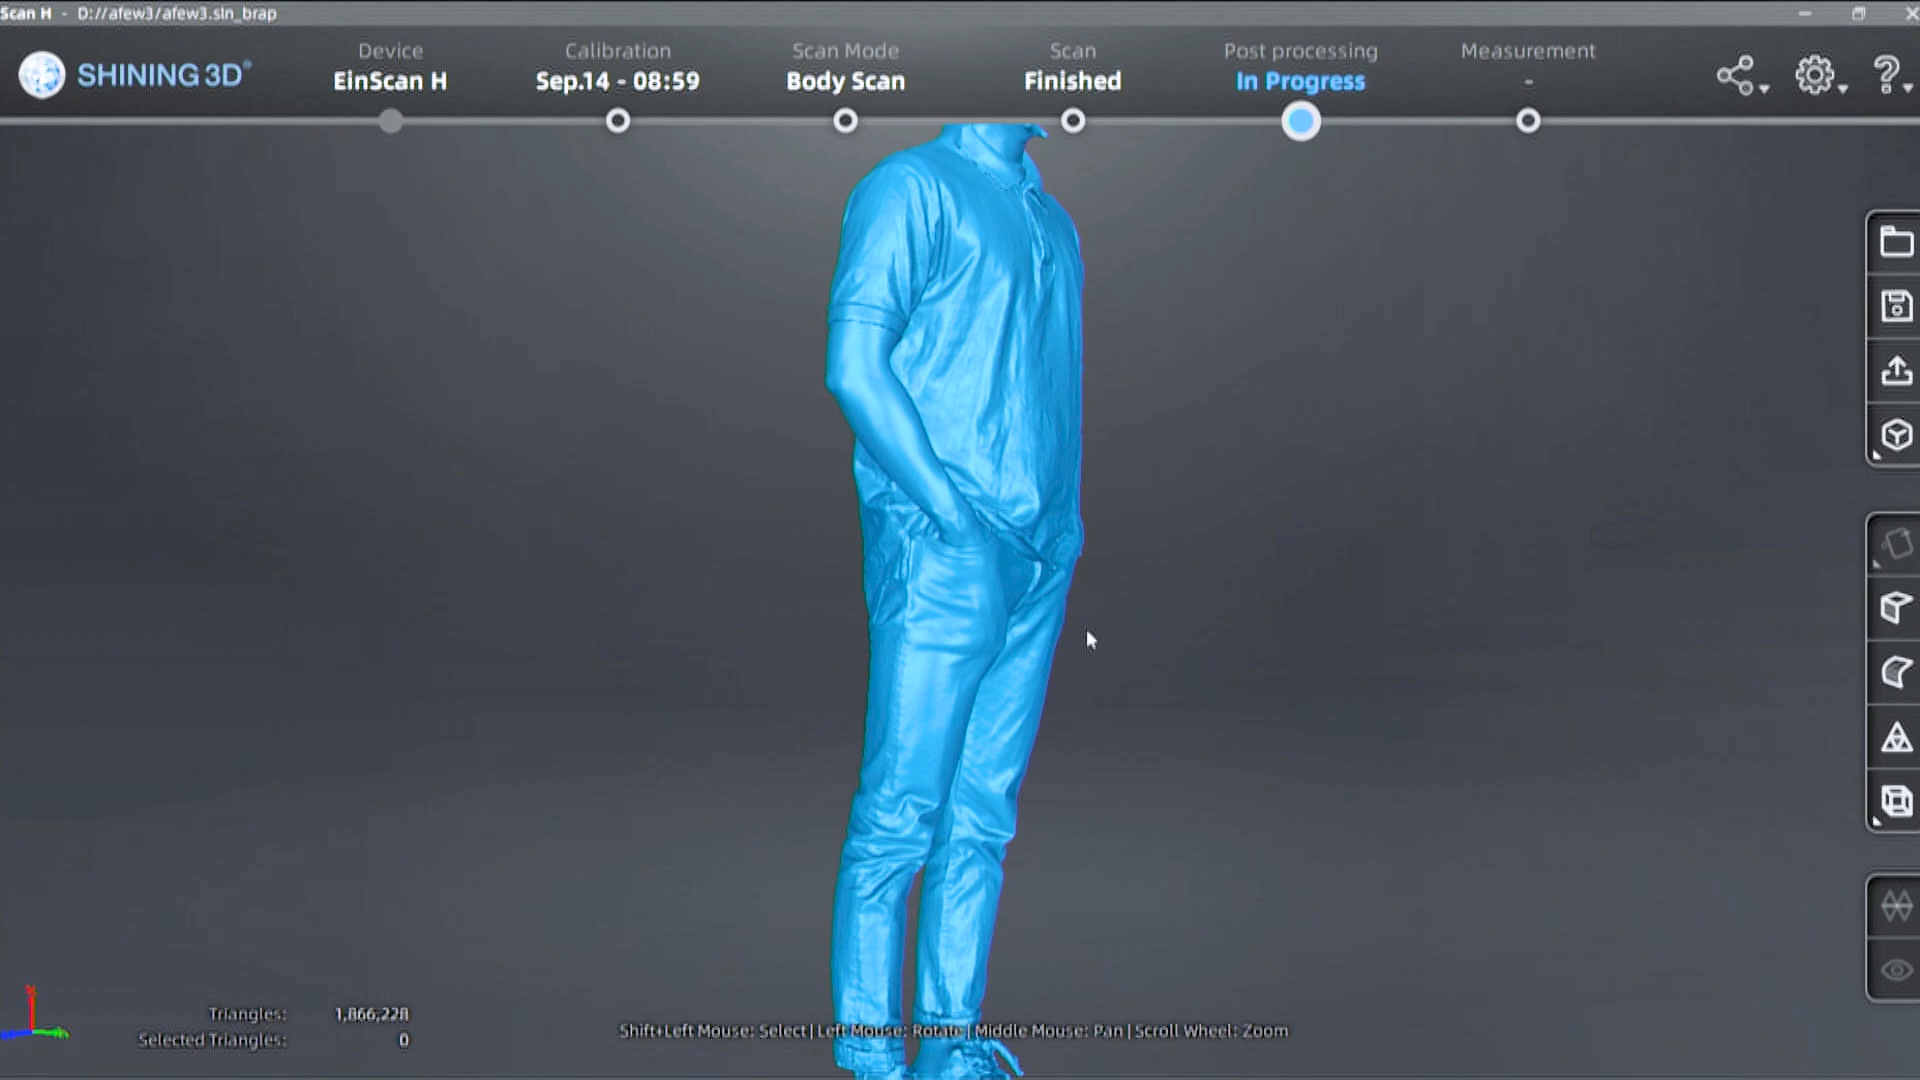 Scan H - D://afew3/afew3.sln_brap
SHINING 3D®
Device
EinScan H
Calibration
Sep.14 - 08:59
Scan Mode
Body Scan
Scan
Finished
Post processing
In Progress
Measurement
-
Triangles: 1,866,228
Selected Triangles: 0
Shift+Left Mouse: Select | Left Mouse: Rotate | Middle Mouse: Pan | Scroll Wheel: Zoom